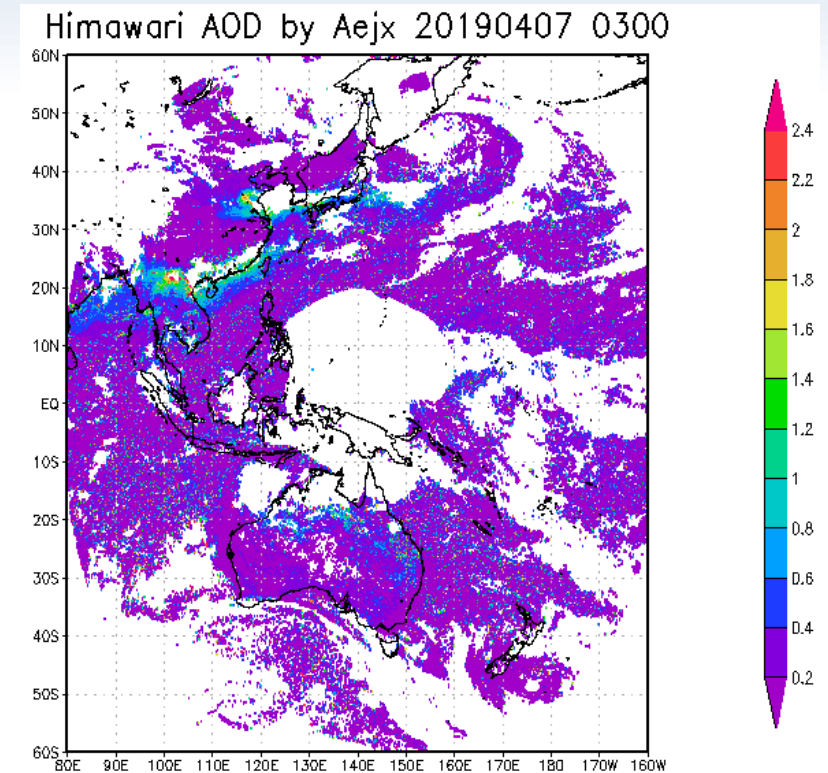 Himawari AOD by Aejx 20190407 0300
60N
50N
40N
30N
20N
10N
EQ
10S
20S
30S
40S
50S
60S
80E 90E 100E 110E 120E 130E 140E 150E 160E 170E 180 170W 160W
2.4
2.2
2
1.8
1.6
1.4
1.2
1
0.8
0.6
0.4
0.2